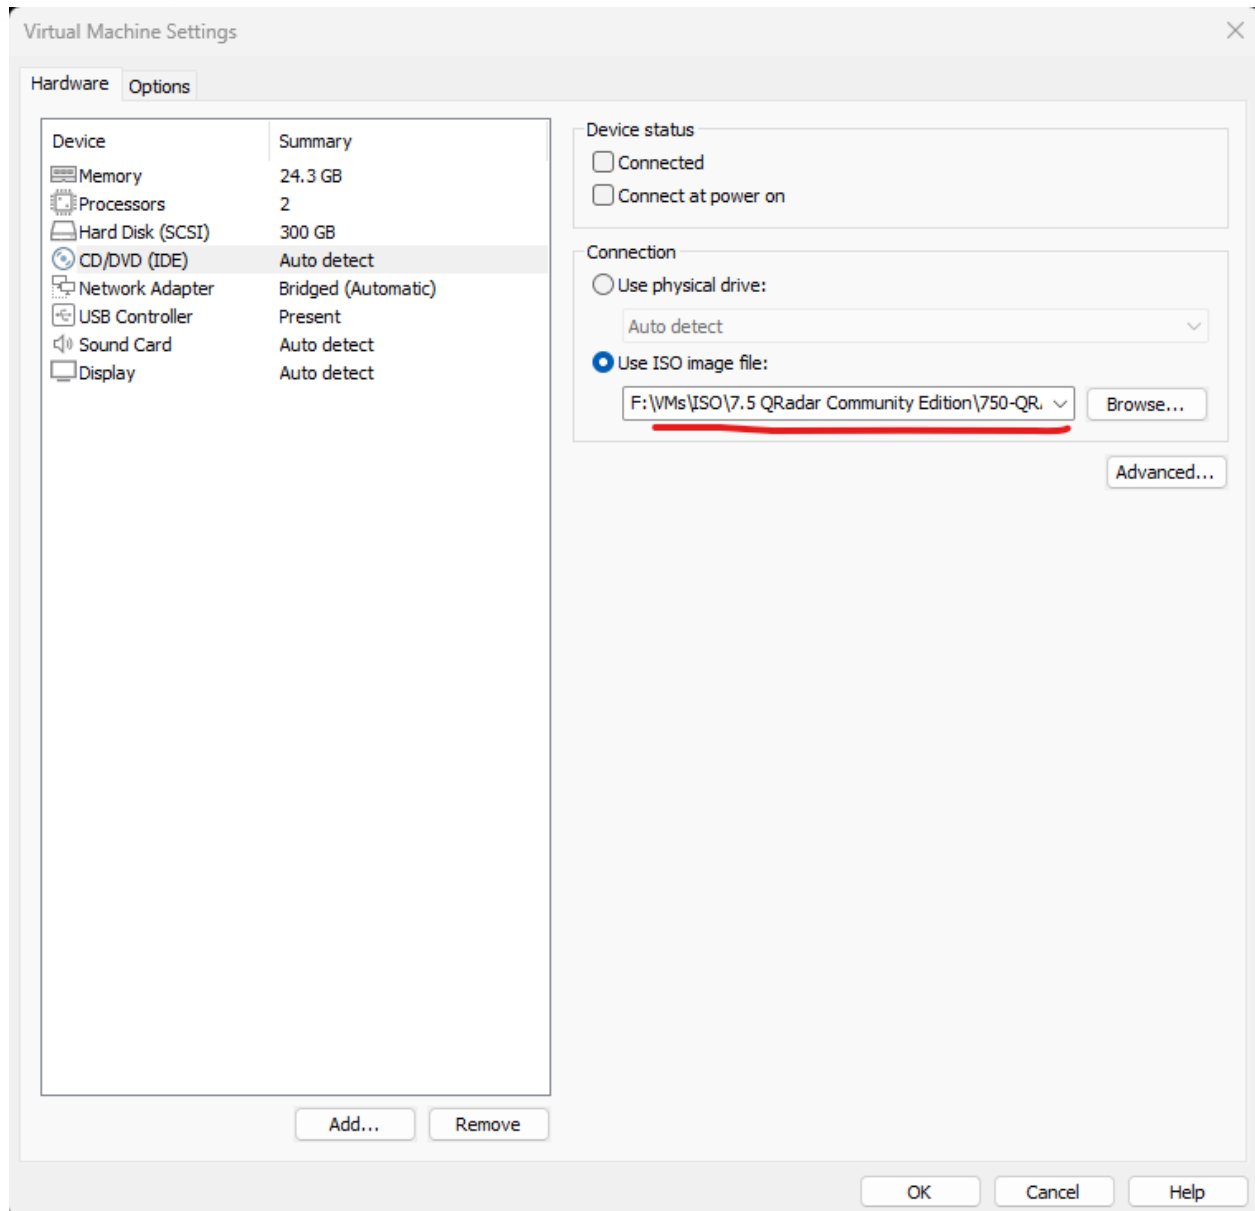 Virtual Machine Settings
Hardware Options
Device Summary
Memory 24.3 GB
Processors 2
Hard Disk (SCSI) 300 GB
CD/DVD (IDE) Auto detect
Network Adapter Bridged (Automatic)
USB Controller Present
Sound Card Auto detect
Display Auto detect
Add... Remove
Device status
Connected
Connect at power on
Connection
Use physical drive:
Auto detect
Use ISO image file:
F:\VMs\ISO\7.5 QRadar Community Edition\750-QR. Browse...
Advanced...
OK Cancel Help